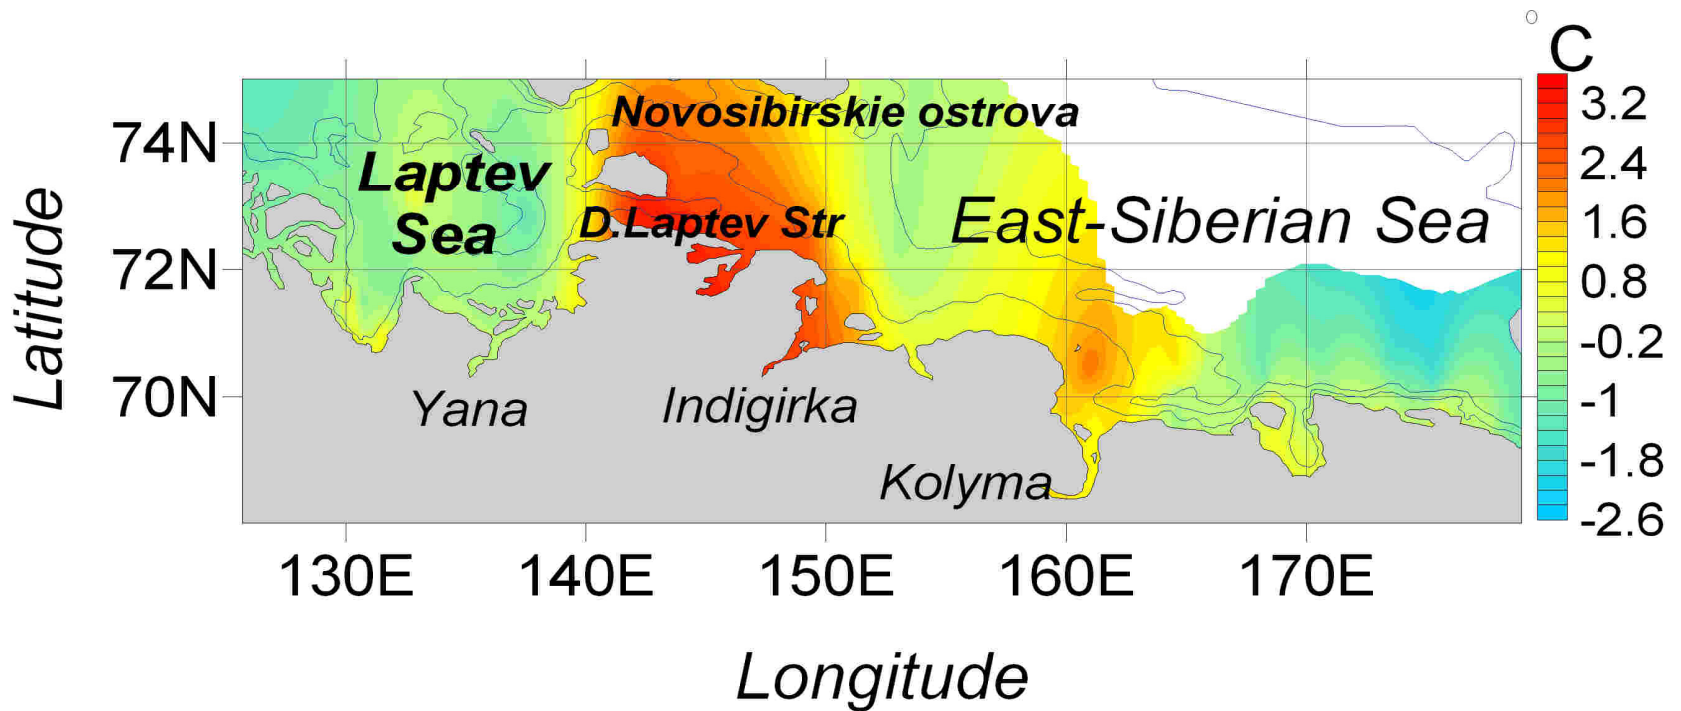 ○
C
3.2
2.4
1.6
0.8
-0.2
-1
-1.8
-2.6
Latitude
74N
72N
70N
Novosibirskie ostrova
Laptev
Sea
D.Laptev Str
East-Siberian Sea
Yana
Indigirka
Kolyma
130E
140E
150E
160E
170E
Longitude